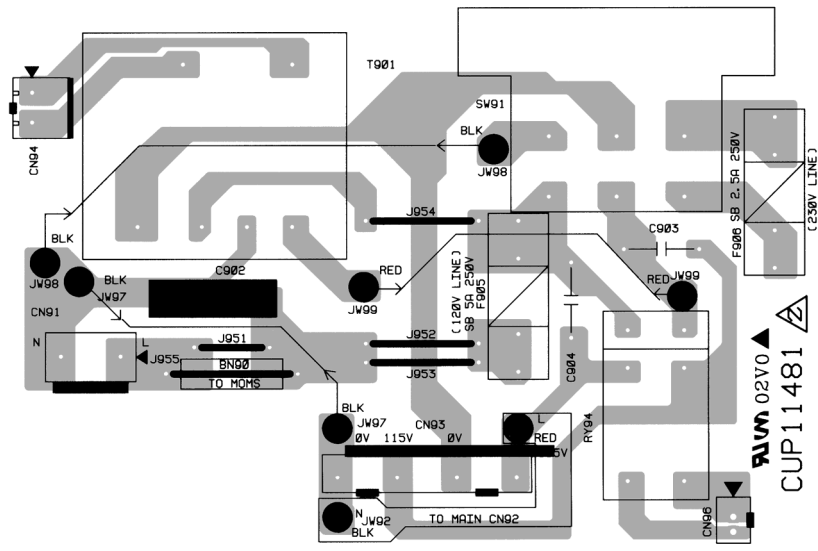 T901
SW91
BLK
JW98
CN94
F906 SB 2.5A 250V
(230V LINE)
J954
BLK
JW98
BLK
JW97
C902
RED
JW99
(120V LINE)
SB 5A 250V
F905
C903
RED
JW99
CN91
N
L
J955
J951
BN90
TO MOMS
J952
J953
C904
BLK
JW97
CN93
0V
115V
0V
L
RED
RY94
N
JW92
BLK
TO MAIN CN92
CN96
02V0
CUP11481